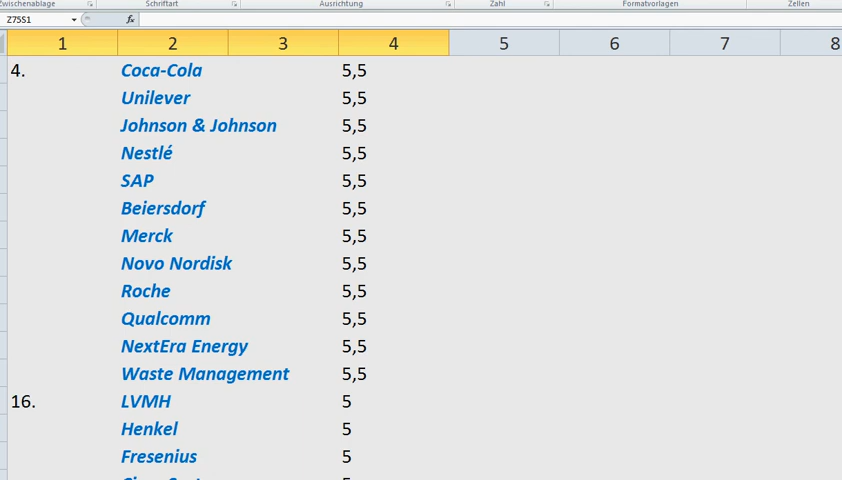 Zwischenablage Schriftart Ausrichtung Zahl Formatvorlagen Zellen
Z75S1 fx
1 2 3 4 5 6 7 8
4. Coca-Cola 5,5
Unilever 5,5
Johnson & Johnson 5,5
Nestlé 5,5
SAP 5,5
Beiersdorf 5,5
Merck 5,5
Novo Nordisk 5,5
Roche 5,5
Qualcomm 5,5
NextEra Energy 5,5
Waste Management 5,5
16. LVMH 5
Henkel 5
Fresenius 5